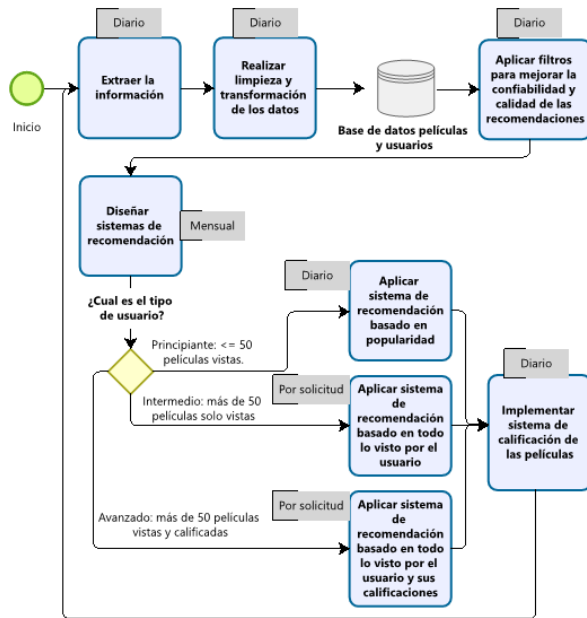 Diario
Extraer la
información
Diario
Realizar
limpieza y
transformación
de los datos
Base de datos películas
y usuarios
Diario
Aplicar filtros
para mejorar la
confiabilidad y
calidad de las
recomendaciones
Inicio
Diseñar
sistemas de
recomendación
Mensual
¿Cual es el tipo
de usuario?
Principiante: <= 50
películas vistas.
Diario
Aplicar
sistema de
recomendación
basado en
popularidad
Intermedio: más de 50
películas solo vistas
Por solicitud
Aplicar sistema de
recomendación
basado en todo
lo visto por el
usuario
Avanzado: más de 50 películas
vistas y calificadas
Por solicitud
Aplicar sistema de
recomendación
basado en todo
lo visto por el
usuario y sus
calificaciones
Diario
Implementar
sistema de
calificación de
las películas